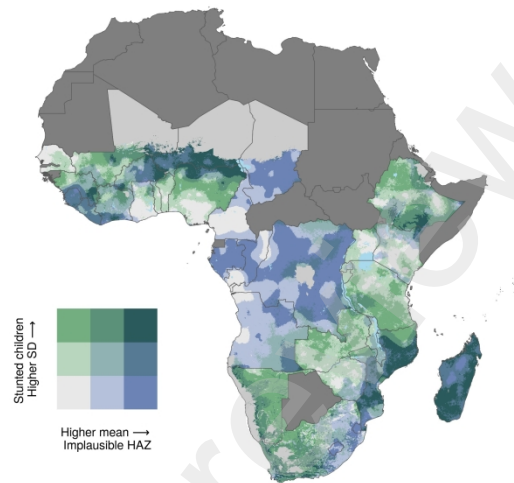 Stunted children
Higher SD →
Higher mean →
Implausible HAZ